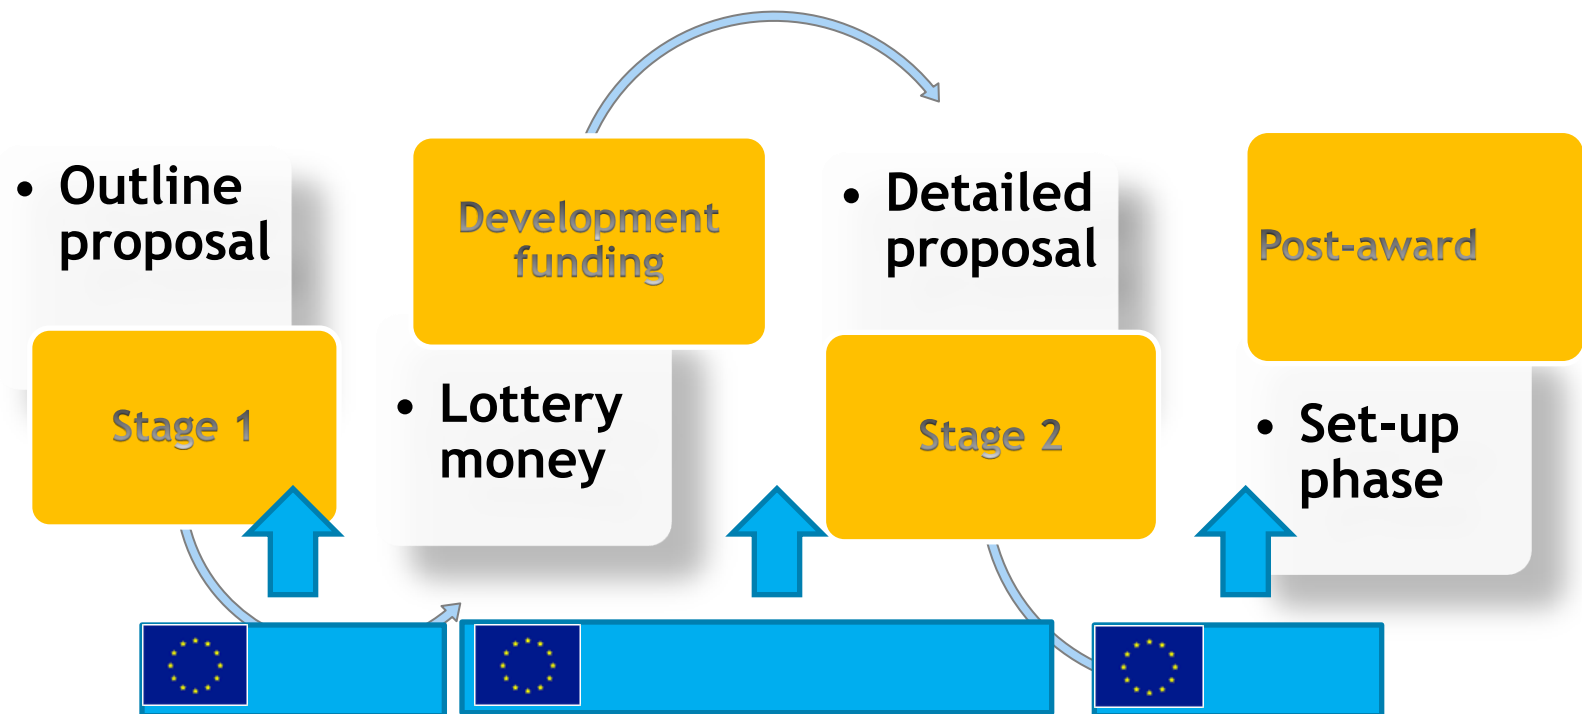 • Outline
proposal
Stage 1
Development
funding
• Lottery
money
• Detailed
proposal
Stage 2
Post-award
• Set-up
phase